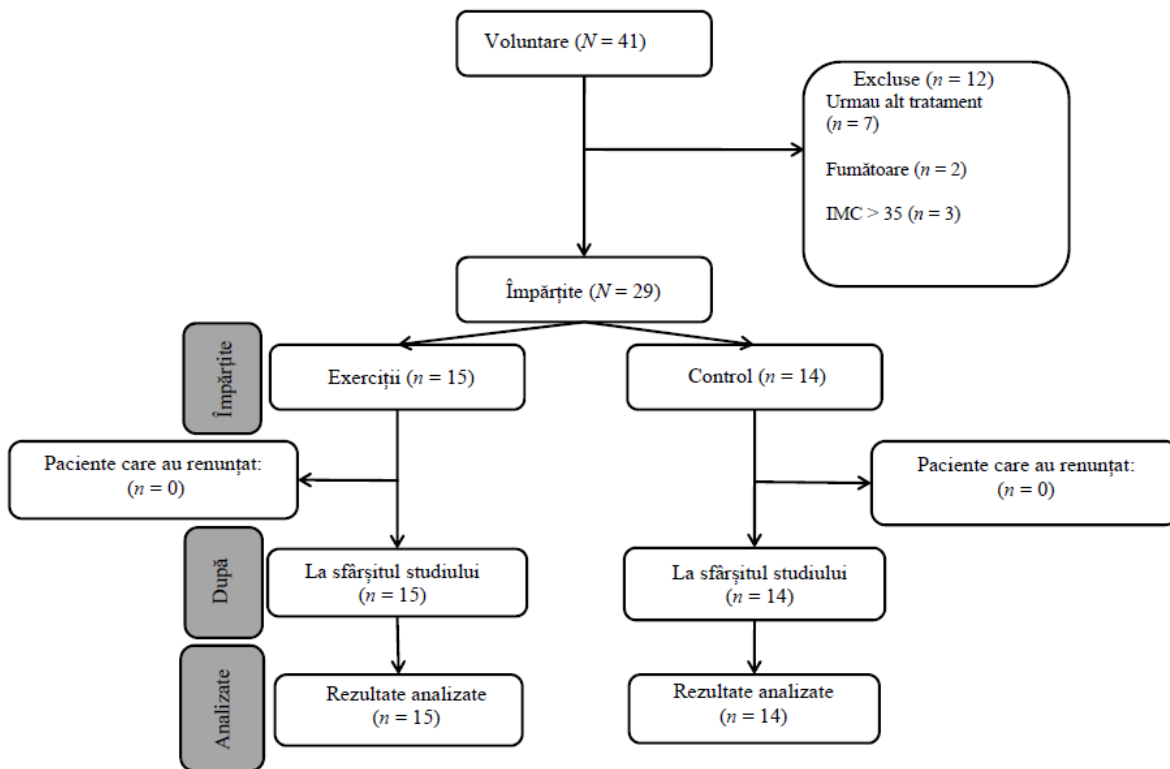 Voluntare (N = 41)
Excluse (n = 12)
Urmau alt tratament
(n = 7)
Fumătoare (n = 2)
IMC > 35 (n = 3)
Împărțite (N = 29)
Împărțite
Exerciții (n = 15)
Control (n = 14)
Paciente care au renunțat:
(n = 0)
Paciente care au renunțat:
(n = 0)
După
La sfârșitul studiului
(n = 15)
La sfârșitul studiului
(n = 14)
Analizate
Rezultate analizate
(n = 15)
Rezultate analizate
(n = 14)